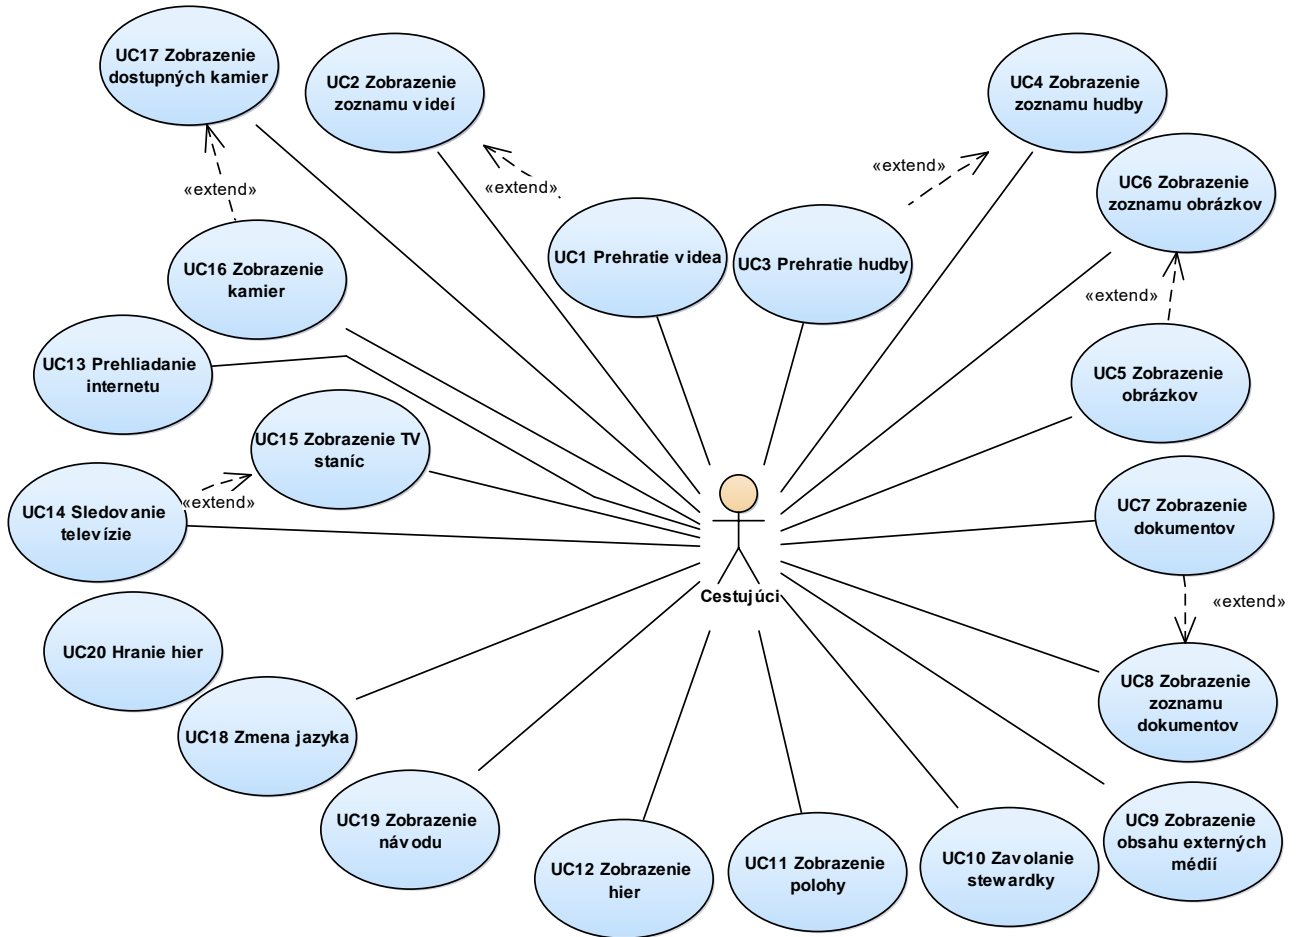 UC17 Zobrazenie
dostupných kamier
UC2 Zobrazenie
zoznamu videí
UC4 Zobrazenie
zoznamu hudby
UC6 Zobrazenie
zoznamu obrázkov
«extend»
«extend»
«extend»
UC1 Prehratie videa
UC3 Prehratie hudby
UC16 Zobrazenie
kamier
«extend»
UC13 Prehliadanie
internetu
UC5 Zobrazenie
obrázkov
UC15 Zobrazenie TV
staníc
«extend»
UC14 Sledovanie
televízie
UC7 Zobrazenie
dokumentov
Cestujúci
«extend»
UC20 Hranie hier
UC8 Zobrazenie
zoznamu
dokumentov
UC18 Zmena jazyka
UC19 Zobrazenie
návodu
UC12 Zobrazenie
hier
UC11 Zobrazenie
polohy
UC10 Zavolanie
stewardky
UC9 Zobrazenie
obsahu externých
médií